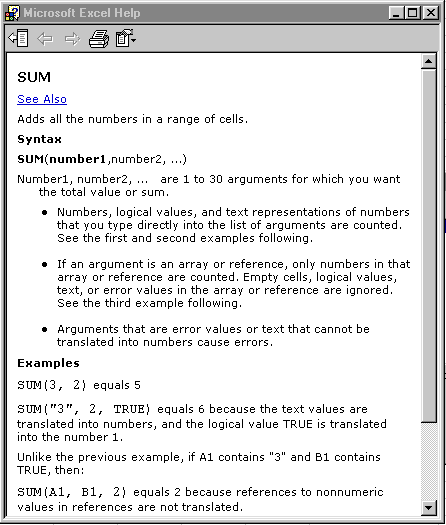 Microsoft Excel Help
SUM
See Also
Adds all the numbers in a range of cells.
Syntax
SUM(number1,number2, ...)
Number1, number2, ...   are 1 to 30 arguments for which you want
the total value or sum.
• Numbers, logical values, and text representations of numbers
that you type directly into the list of arguments are counted.
See the first and second examples following.
• If an argument is an array or reference, only numbers in that
array or reference are counted. Empty cells, logical values,
text, or error values in the array or reference are ignored.
See the third example following.
• Arguments that are error values or text that cannot be
translated into numbers cause errors.
Examples
SUM(3, 2) equals 5
SUM("3", 2, TRUE) equals 6 because the text values are
translated into numbers, and the logical value TRUE is translated
into the number 1.
Unlike the previous example, if A1 contains "3" and B1 contains
TRUE, then:
SUM(A1, B1, 2) equals 2 because references to nonnumeric
values in references are not translated.